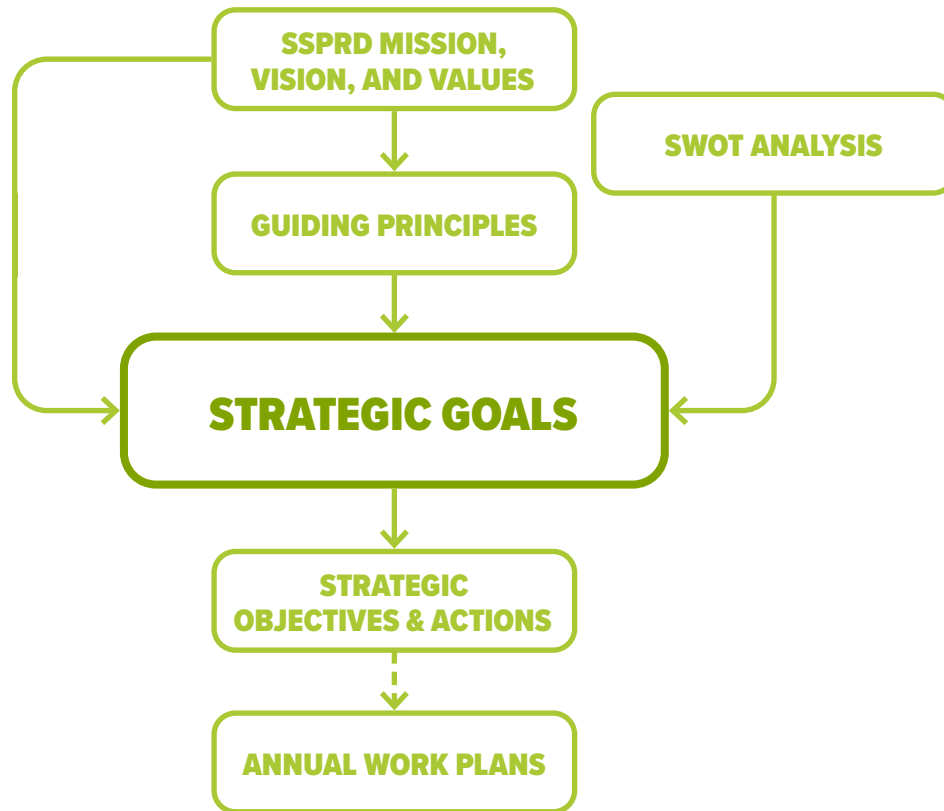 SSPRD MISSION,
VISION, AND VALUES
SWOT ANALYSIS
GUIDING PRINCIPLES
STRATEGIC GOALS
STRATEGIC
OBJECTIVES & ACTIONS
ANNUAL WORK PLANS